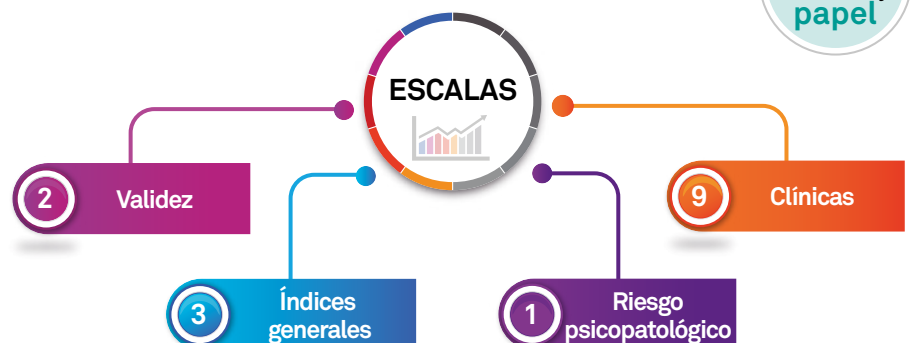 papel
ESCALAS
2
Validez
9
Clínicas
3
Índices
generales
1
Riesgo
psicopatológico